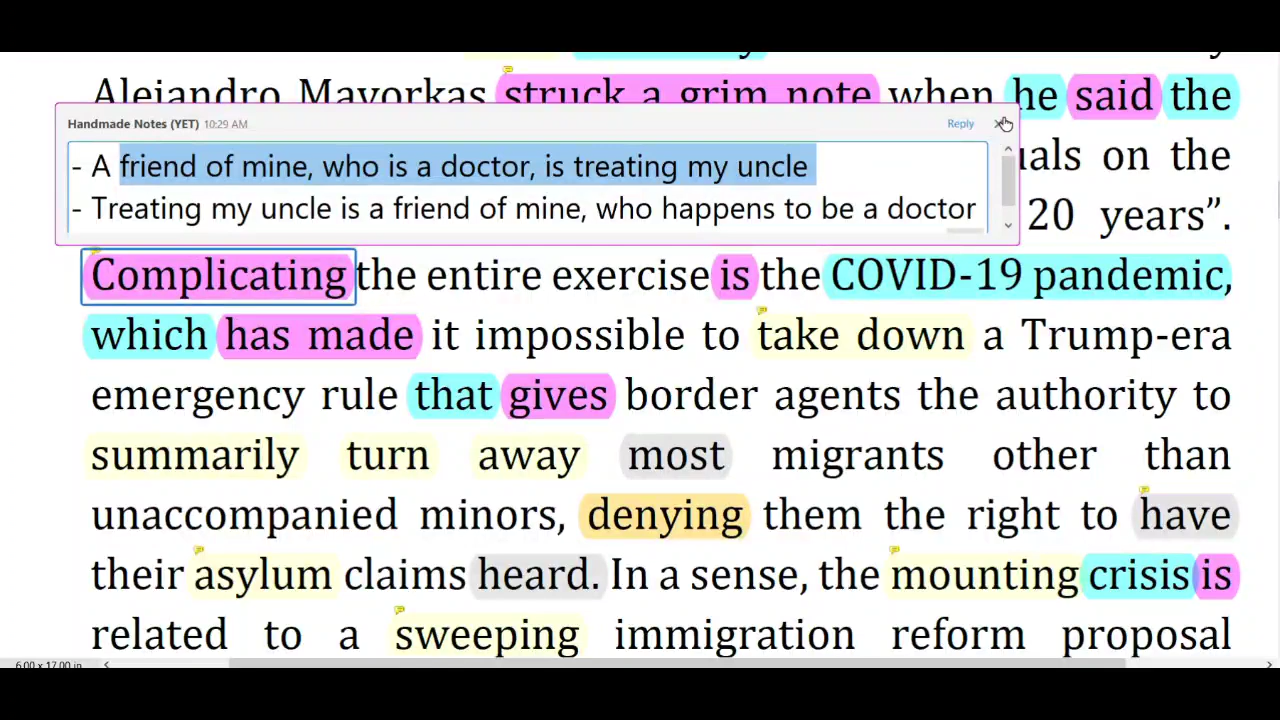 Alejandro Mayorkas struck a grim note when he said the
Handmade Notes (YET) 10:29 AM Reply
- A friend of mine, who is a doctor, is treating my uncle
uals on the
- Treating my uncle is a friend of mine, who happens to be a doctor
20 years”.
Complicating the entire exercise is the COVID-19 pandemic,
which has made it impossible to take down a Trump-era
emergency rule that gives border agents the authority to
summarily turn away most migrants other than
unaccompanied minors, denying them the right to have
their asylum claims heard. In a sense, the mounting crisis is
related to a sweeping immigration reform proposal
6.00 x 17.00 in